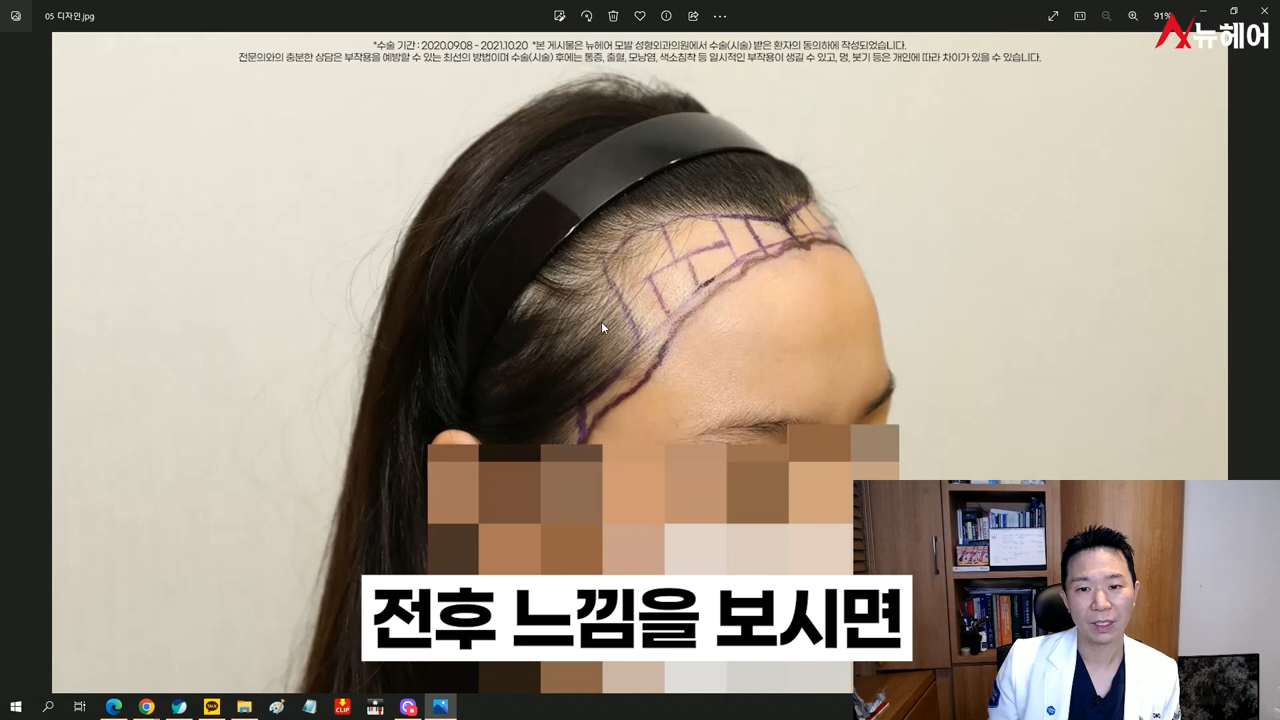 05 디자인.jpg
91%
뉴헤어
*수술 기간 : 2020.09.08 - 2021.10.20 *본 게시물은 뉴헤어 모발 성형외과의원에서 수술(시술) 받은 환자의 동의하에 작성되었습니다.
전문의와의 충분한 상담은 부작용을 예방할 수 있는 최선의 방법이며 수술(시술) 후에는 통증, 출혈, 모낭염, 색소침착 등 일시적인 부작용이 생길 수 있고, 멍, 붓기 등은 개인에 따라 차이가 있을 수 있습니다.
전후 느낌을 보시면
CLIP